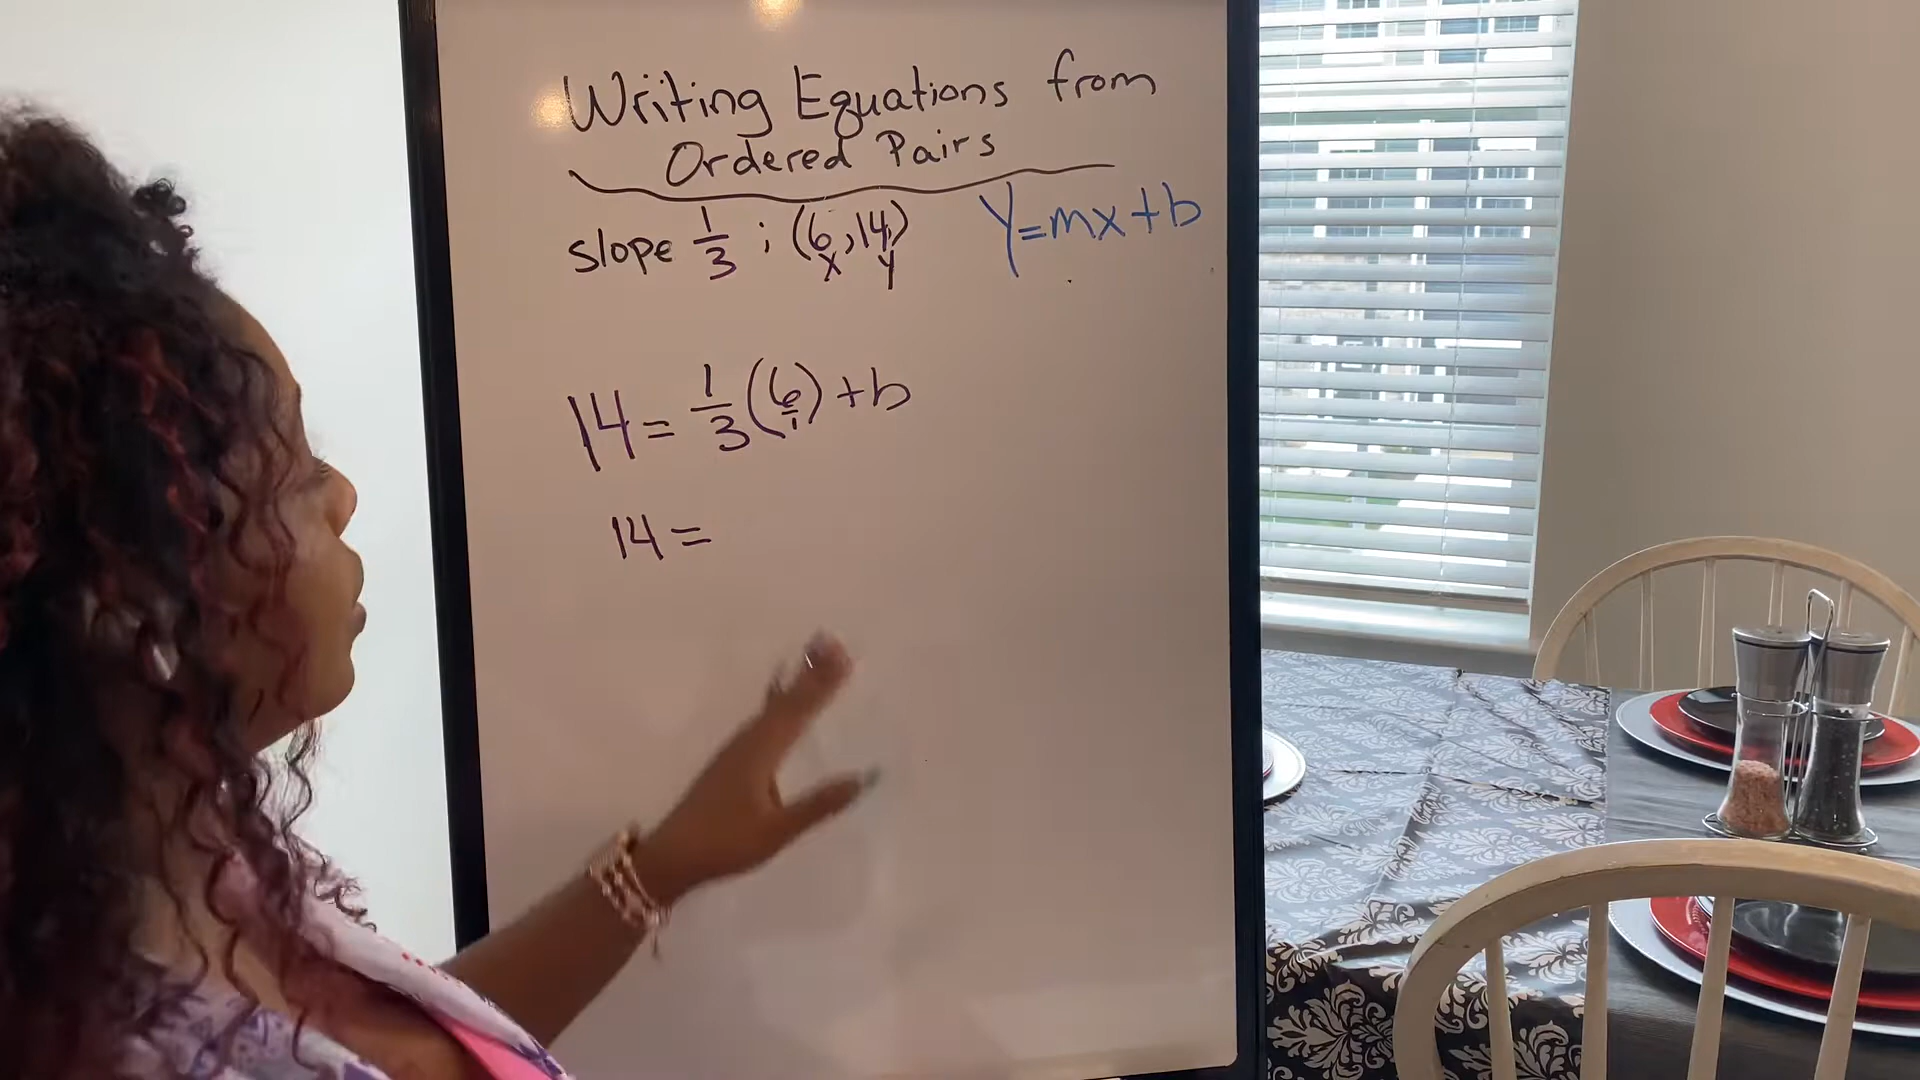 Writing Equations from
Ordered Pairs
slope 1/3 ; (6,14) y=mx+b
x y
14 = 1/3 (6/1) + b
14 =